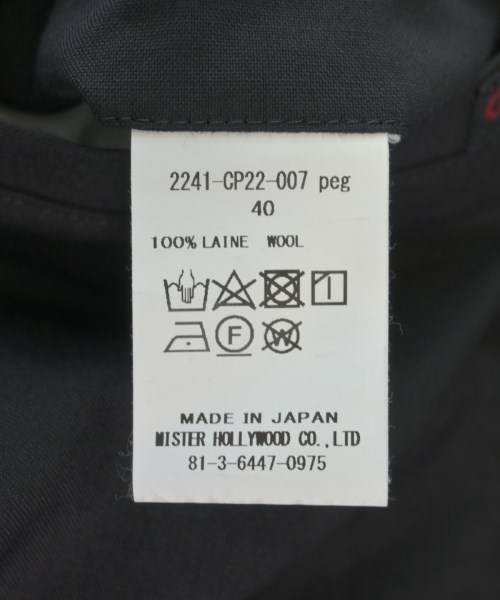 2241-CP22-007 peg
40
100% LAINE WOOL
F W
MADE IN JAPAN
MISTER HOLLYWOOD CO.,LTD
81-3-6447-0975